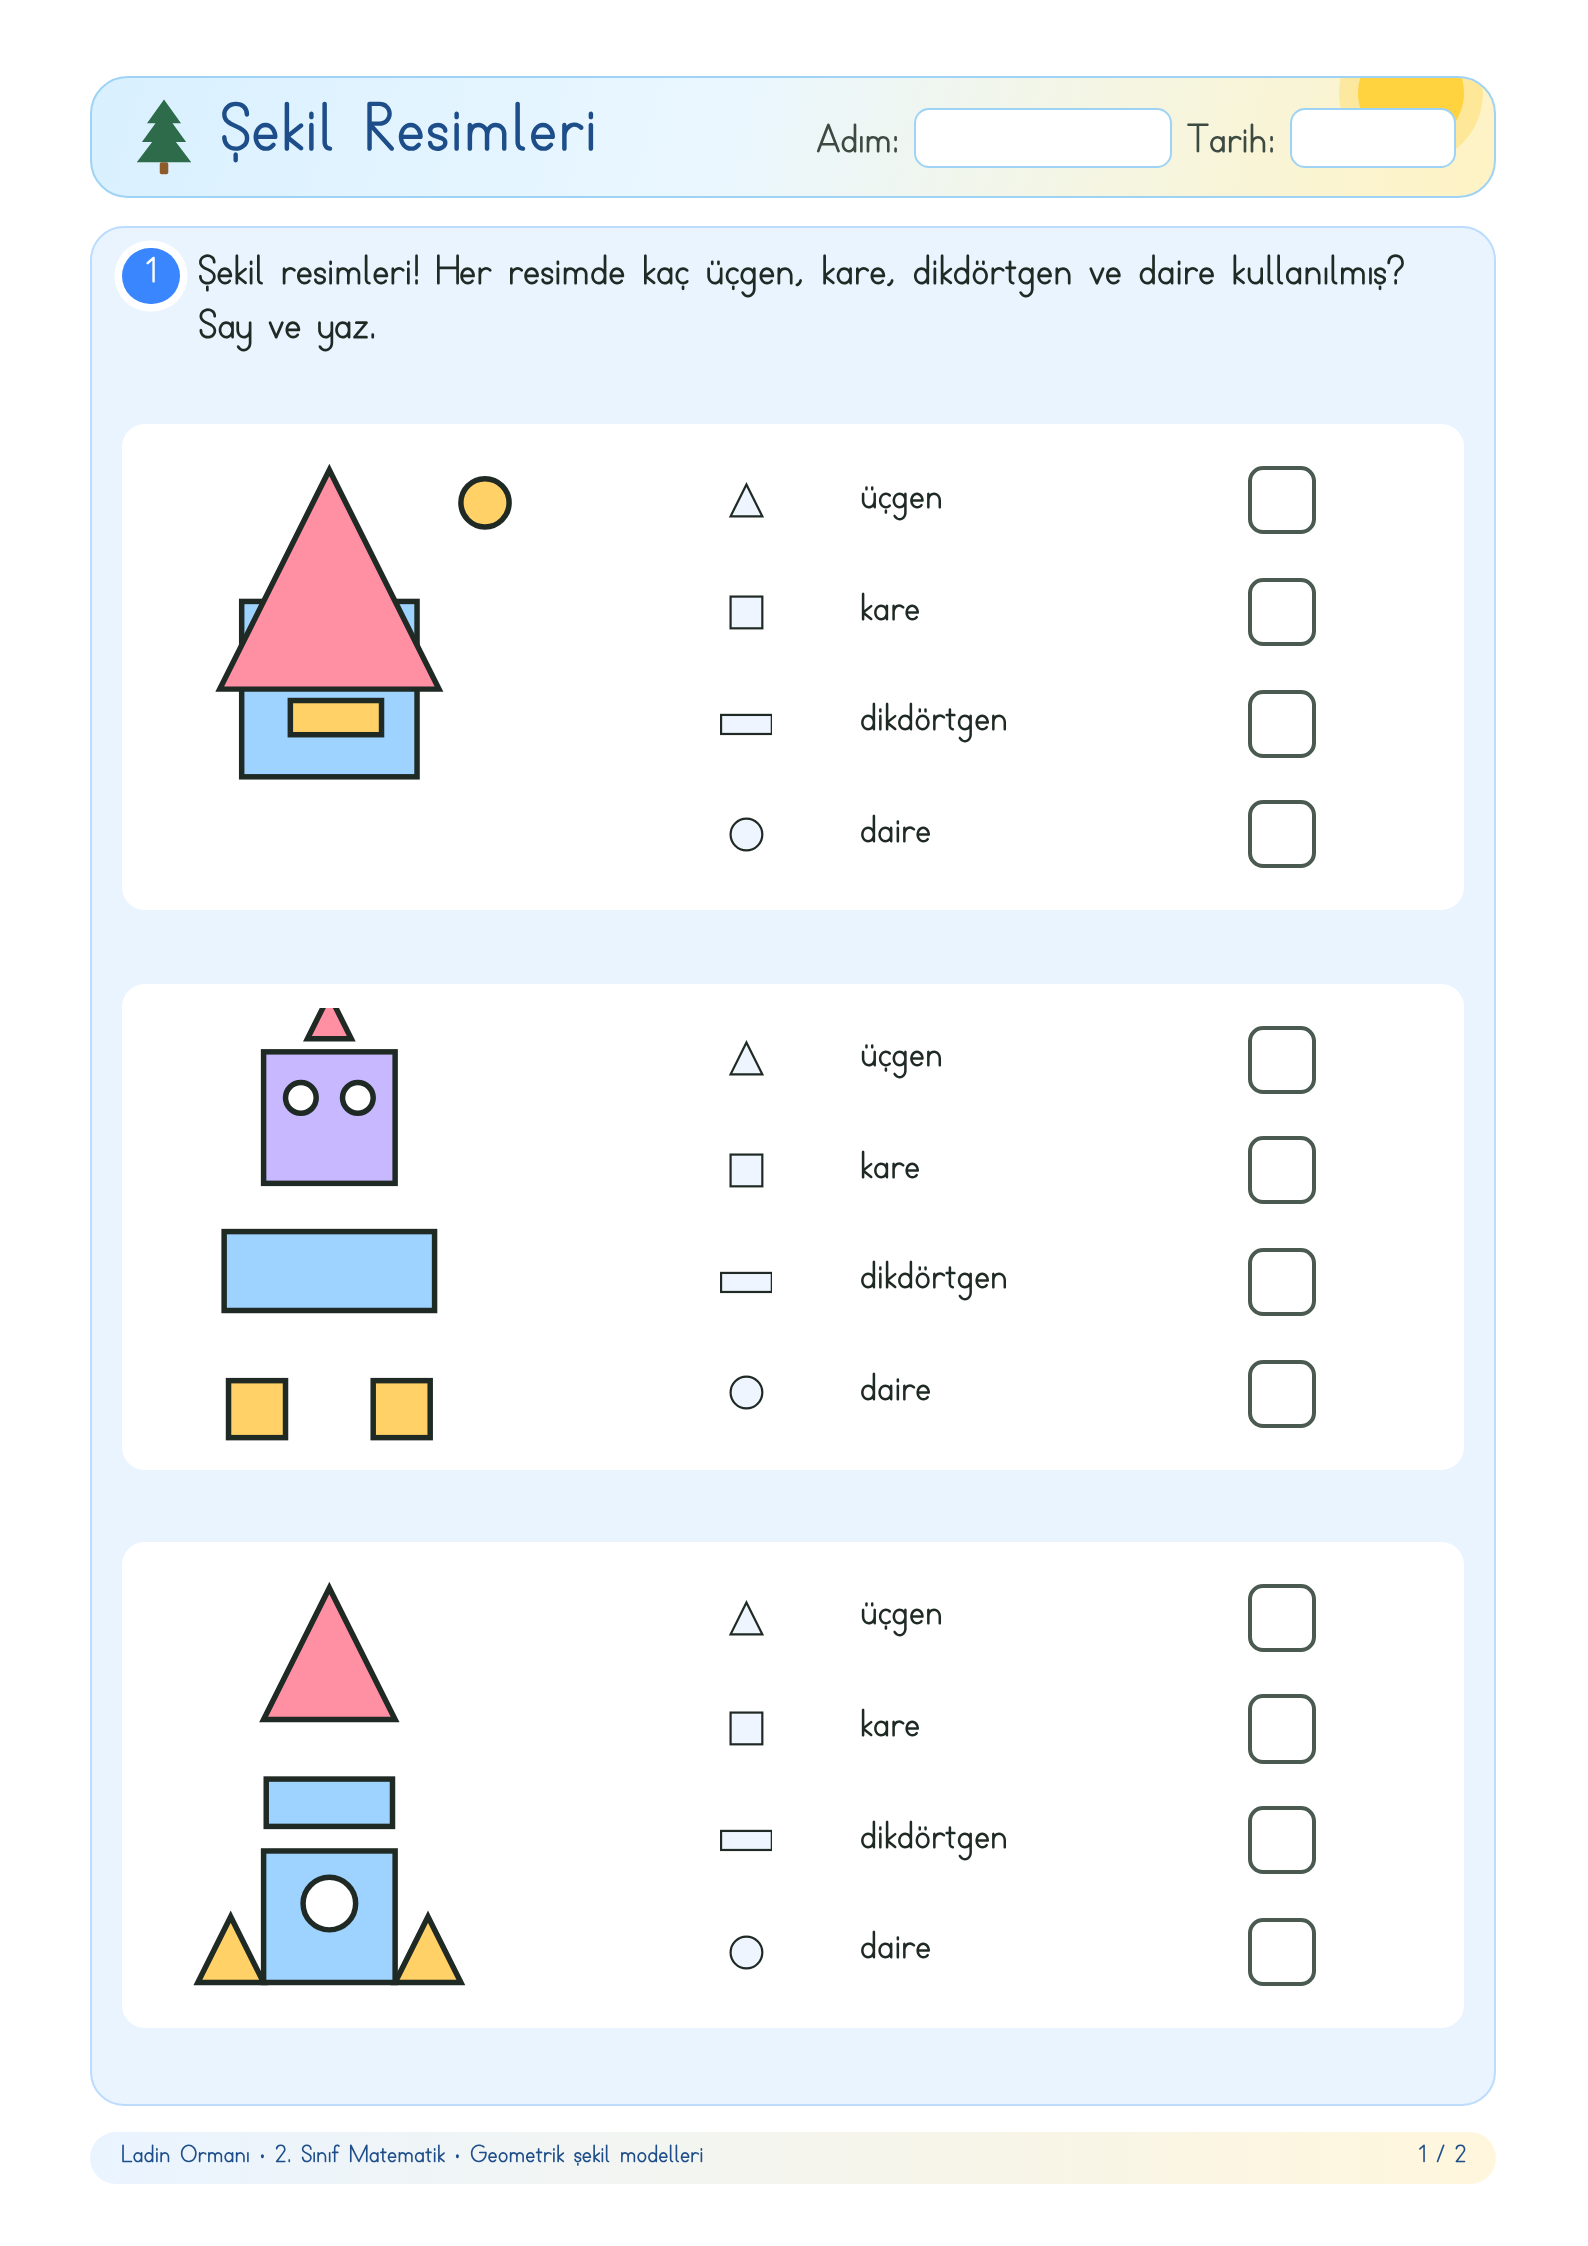 Şekil Resimleri
Adım:
Tarih:
1
Şekil resimleri! Her resimde kaç üçgen, kare, dikdörtgen ve daire kullanılmış?
Say ve yaz.
üçgen
kare
dikdörtgen
daire
üçgen
kare
dikdörtgen
daire
üçgen
kare
dikdörtgen
daire
Ladin Ormanı • 2. Sınıf Matematik • Geometrik şekil modelleri
1 / 2